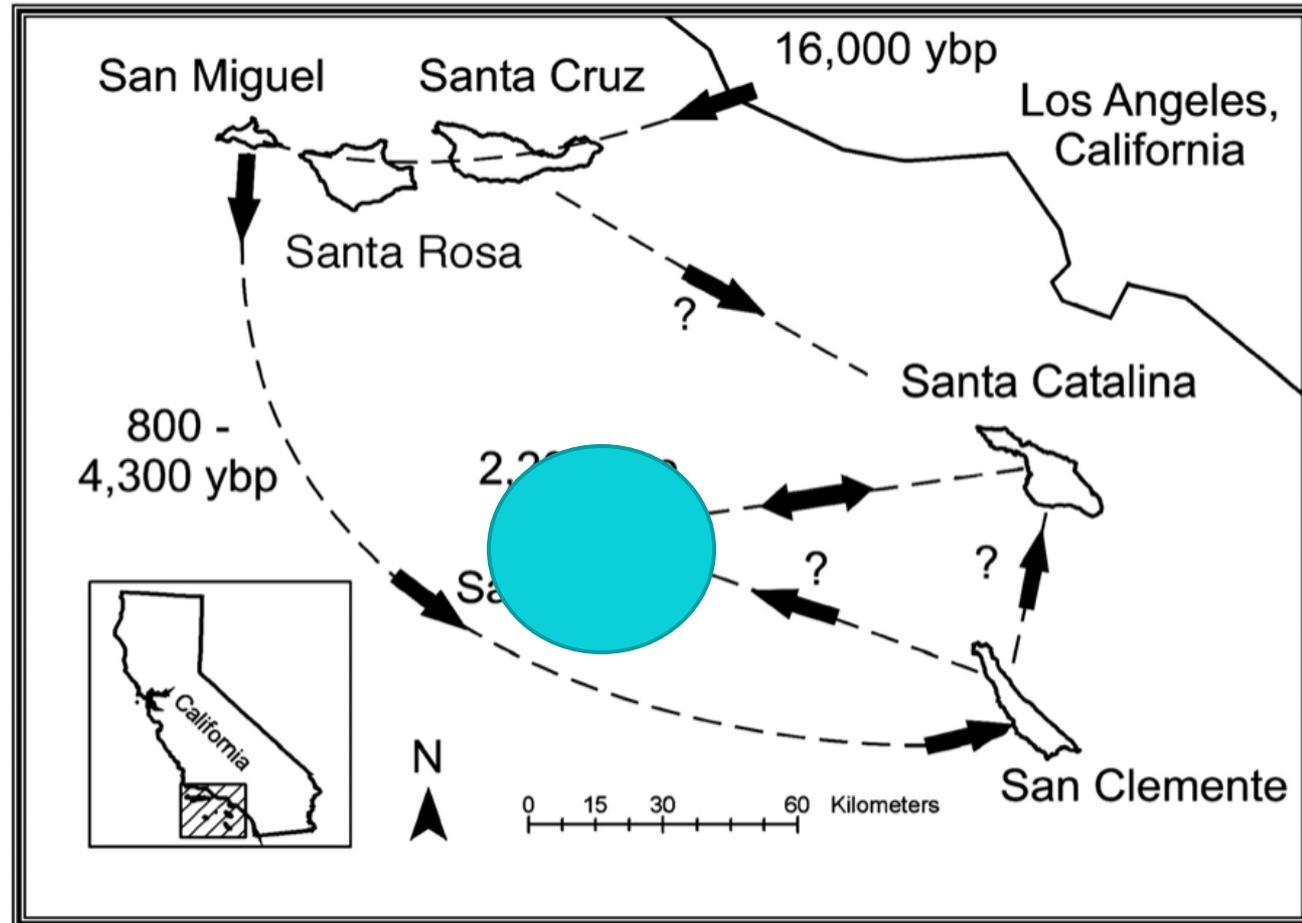 16,000 ybp
San Miguel
Santa Cruz
Los Angeles,
California
Santa Rosa
?
Santa Catalina
800 -
4,300 ybp
?
?
California
N
0 15 30 60 Kilometers
San Clemente